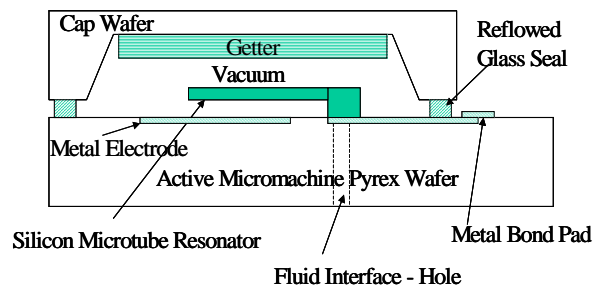 Cap Wafer
Getter
Vacuum
Reflowed
Glass Seal
Metal Electrode
Active Micromachine Pyrex Wafer
Silicon Microtube Resonator
Metal Bond Pad
Fluid Interface - Hole